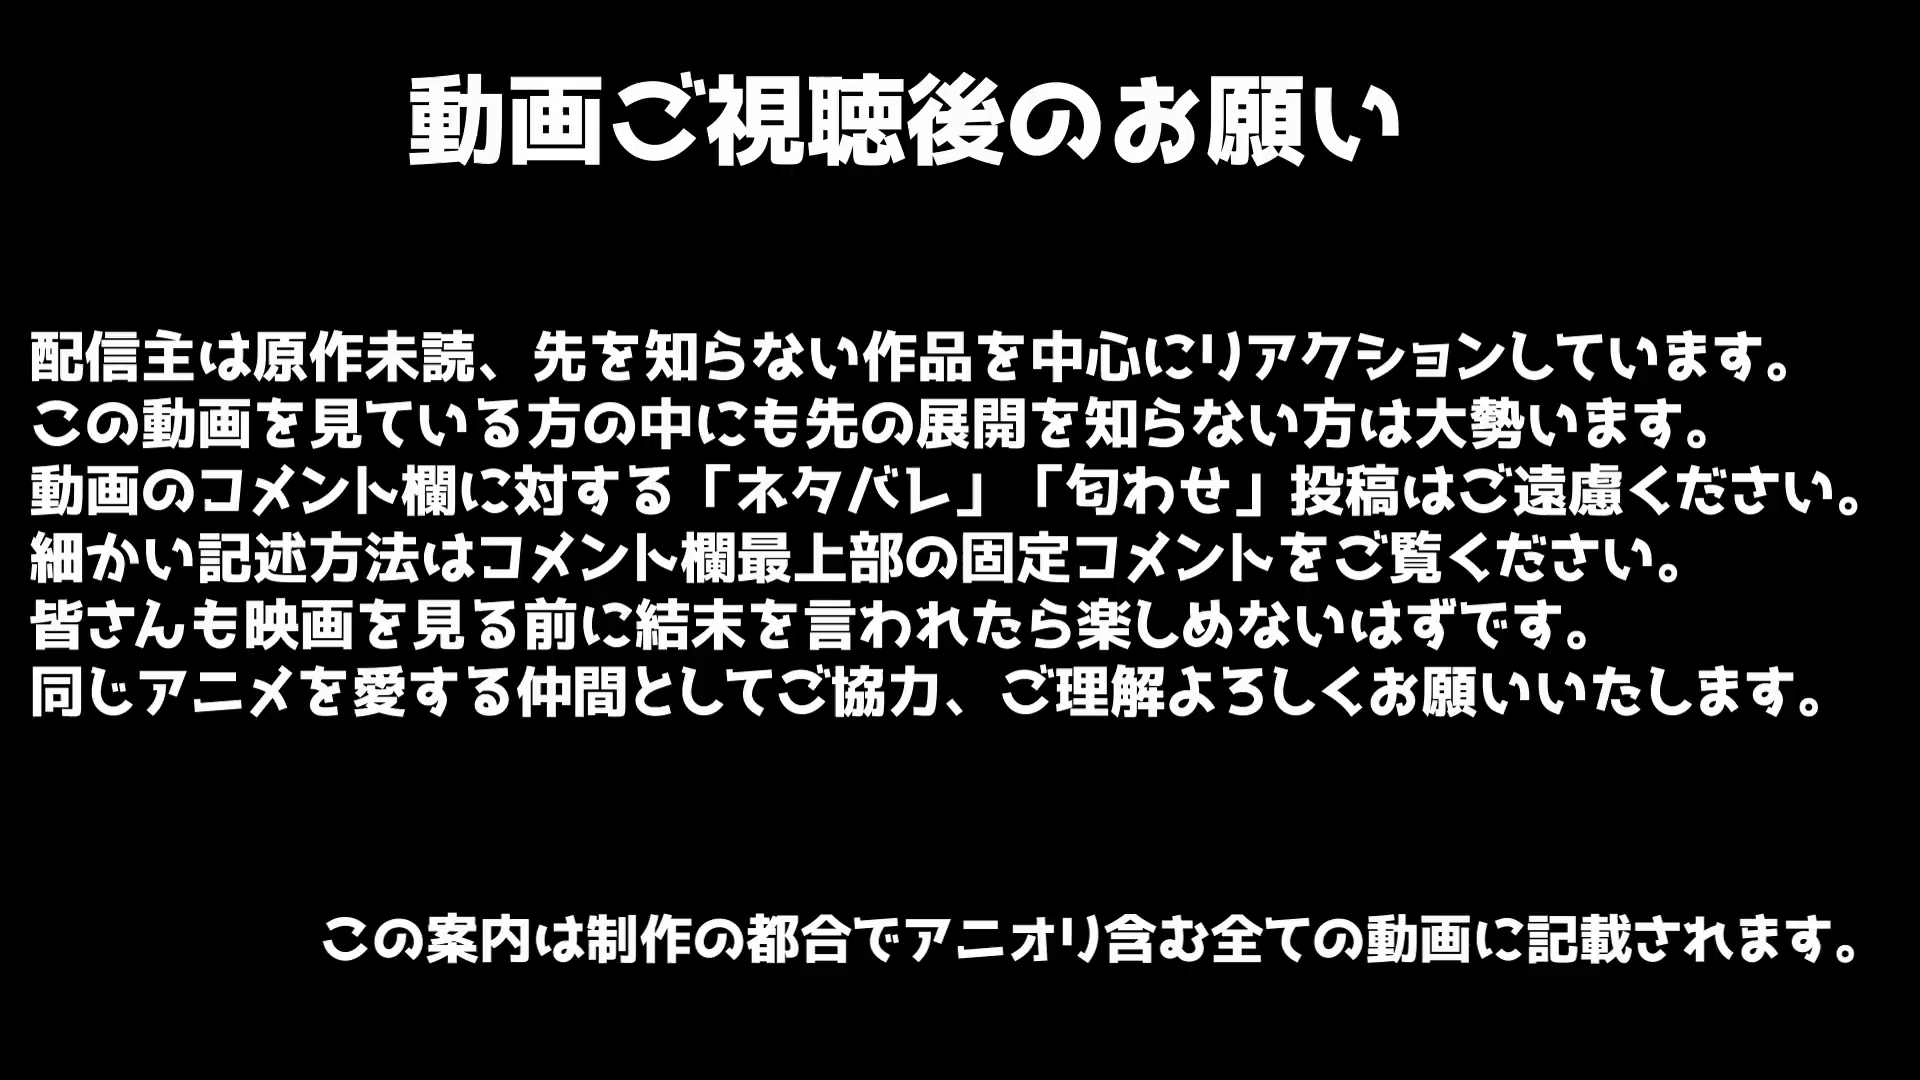 動画ご視聴後のお願い
配信主は原作未読、先を知らない作品を中心にリアクションしています。
この動画を見ている方の中にも先の展開を知らない方は大勢います。
動画のコメント欄に対する「ネタバレ」「匂わせ」投稿はご遠慮ください。
細かい記述方法はコメント欄最上部の固定コメントをご覧ください。
皆さんも映画を見る前に結末を言われたら楽しめないはずです。
同じアニメを愛する仲間としてご協力、ご理解よろしくお願いいたします。
この案内は制作の都合でアニオリ含む全ての動画に記載されます。